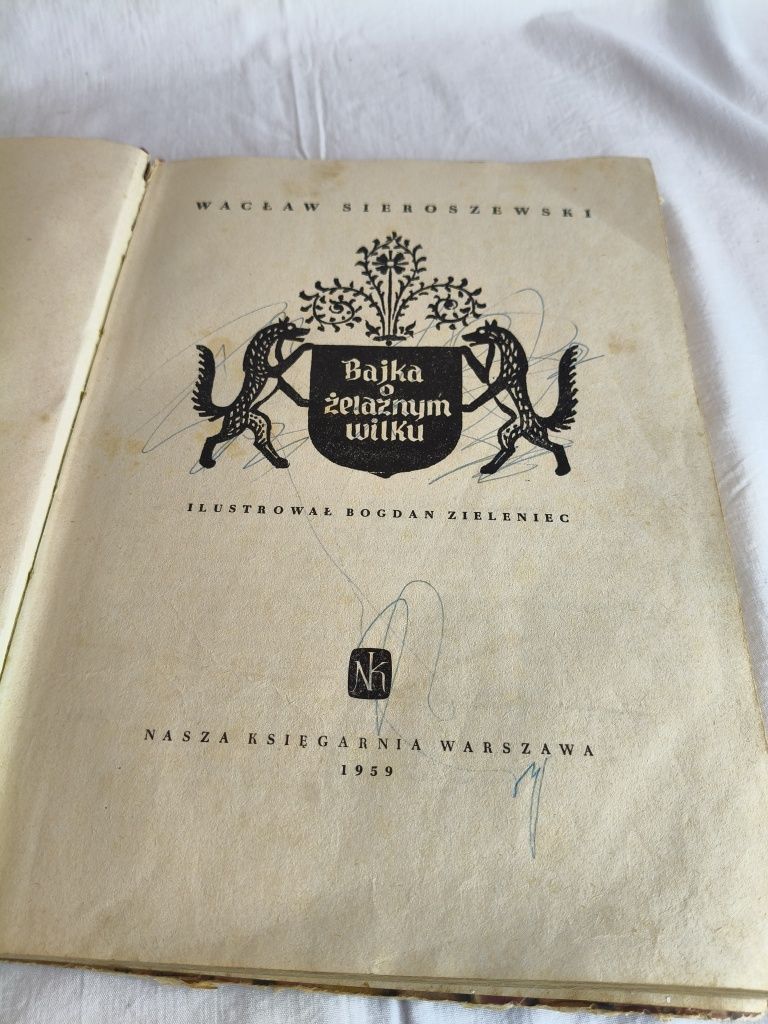 WACŁAW SIEROSZEWSKI
Bajka
o
żelaznym
wilku
ILUSTROWAŁ BOGDAN ZIELENIEC
NK
NASZA KSIĘGARNIA WARSZAWA
1959